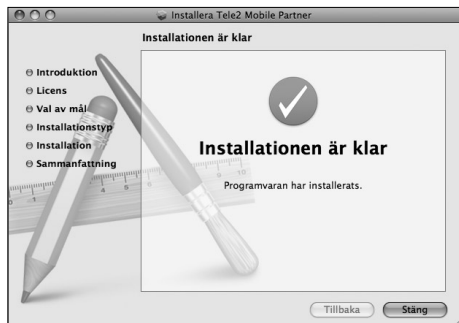 Installera Tele2 Mobile Partner
Installationen är klar
Introduktion
Licens
Val av mål
Installationstyp
Installation
Sammanfattning
Installationen är klar
Programvaran har installerats.
Tillbaka
Stäng